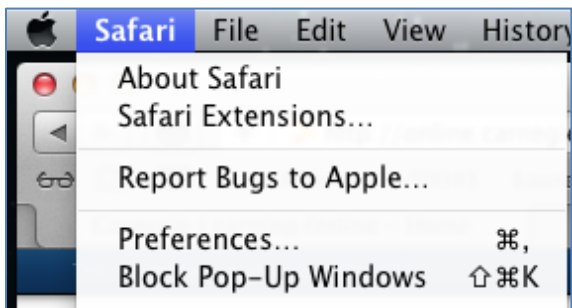 Safari File Edit View History
About Safari
Safari Extensions...
Report Bugs to Apple...
Preferences... ⌘,
Block Pop-Up Windows ⇧⌘K